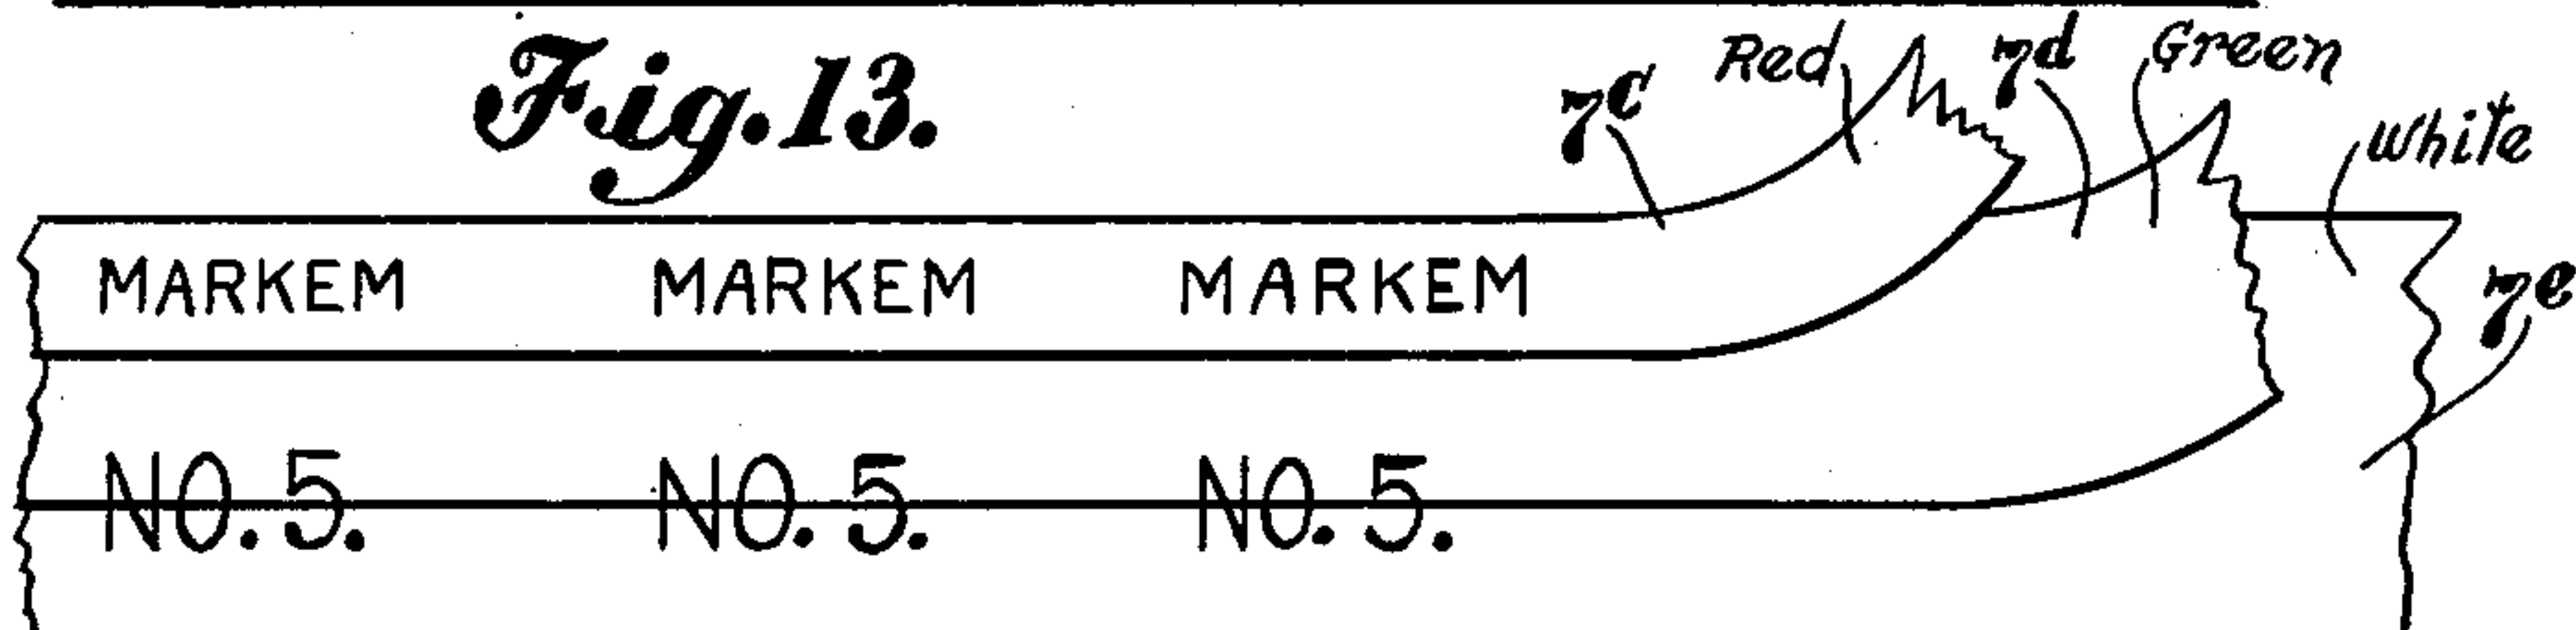 Fig. 13.
7c Red 7d Green
White
MARKEM MARKEM MARKEM
7e
NO. 5. NO. 5. NO. 5.